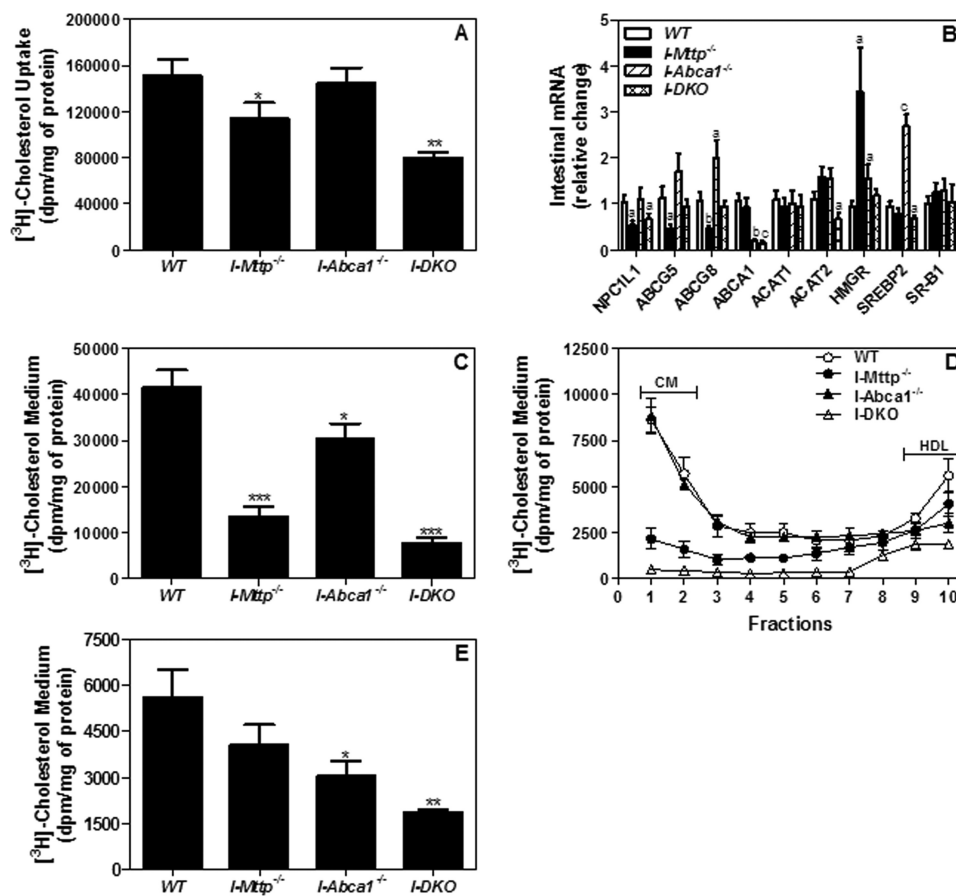 A
[³H]-Cholesterol Uptake
(dpm/mg of protein)
200000
160000
120000
80000
40000
0
*
**
WT
I-Mttp⁻/⁻
I-Abca1⁻/⁻
I-DKO
B
Intestinal mRNA
(relative change)
5
4
3
2
1
0
WT
I-Mttp⁻/⁻
I-Abca1⁻/⁻
I-DKO
a
a
a
a
b
a
b
c
a
a
a
c
a
NPC1L1
ABCG5
ABCG8
ABCA1
ACAT1
ACAT2
HMGR
SREBP2
SR-B1
C
[³H]-Cholesterol Medium
(dpm/mg of protein)
50000
40000
30000
20000
10000
0
***
*
***
WT
I-Mttp⁻/⁻
I-Abca1⁻/⁻
I-DKO
D
[³H]-Cholesterol Medium
(dpm/mg of protein)
12500
10000
7500
5000
2500
0
CM
WT
I-Mttp⁻/⁻
I-Abca1⁻/⁻
I-DKO
HDL
0 1 2 3 4 5 6 7 8 9 10
Fractions
E
[³H]-Cholesterol Medium
(dpm/mg of protein)
7500
6000
4500
3000
1500
0
*
**
WT
I-Mttp⁻/⁻
I-Abca1⁻/⁻
I-DKO